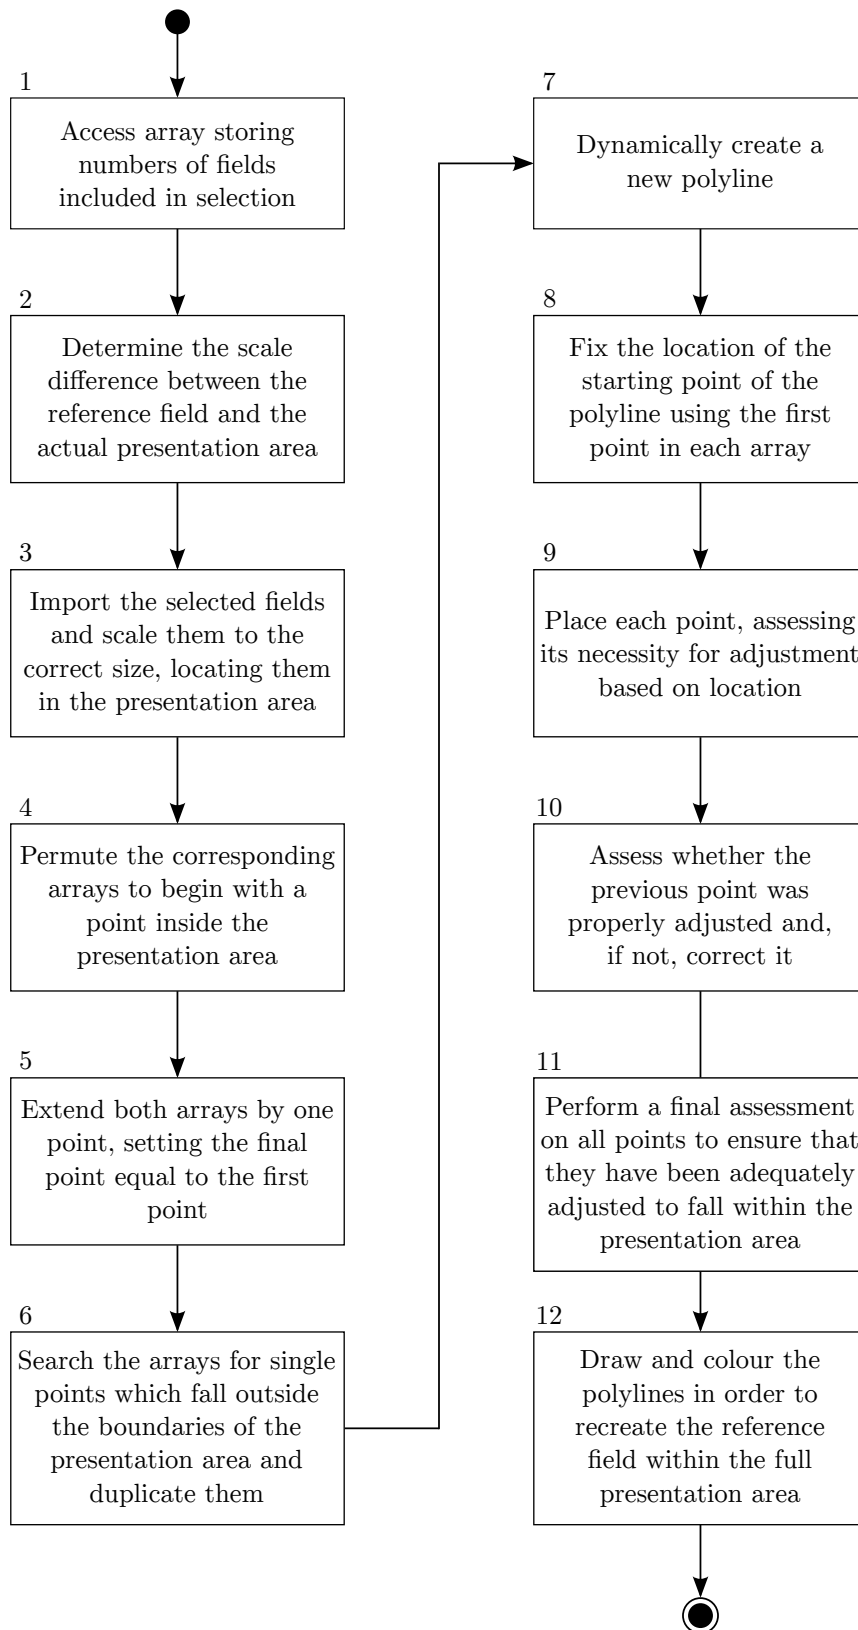 1
Access array storing
numbers of fields
included in selection
2
Determine the scale
difference between the
reference field and the
actual presentation area
3
Import the selected fields
and scale them to the
correct size, locating them
in the presentation area
4
Permute the corresponding
arrays to begin with a
point inside the
presentation area
5
Extend both arrays by one
point, setting the final
point equal to the first
point
6
Search the arrays for single
points which fall outside
the boundaries of the
presentation area and
duplicate them
7
Dynamically create a
new polyline
8
Fix the location of the
starting point of the
polyline using the first
point in each array
9
Place each point, assessing
its necessity for adjustment
based on location
10
Assess whether the
previous point was
properly adjusted and,
if not, correct it
11
Perform a final assessment
on all points to ensure that
they have been adequately
adjusted to fall within the
presentation area
12
Draw and colour the
polylines in order to
recreate the reference
field within the full
presentation area